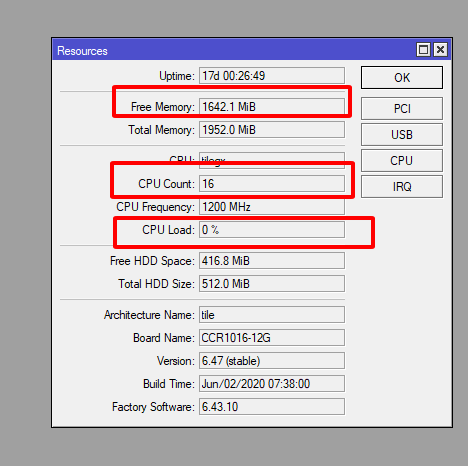 Resources
Uptime: 17d 00:26:49
OK
Free Memory: 1642.1 MiB
PCI
Total Memory: 1952.0 MiB
USB
CPU: tilegx
CPU
CPU Count: 16
IRQ
CPU Frequency: 1200 MHz
CPU Load: 0 %
Free HDD Space: 416.8 MiB
Total HDD Size: 512.0 MiB
Architecture Name: tile
Board Name: CCR1016-12G
Version: 6.47 (stable)
Build Time: Jun/02/2020 07:38:00
Factory Software: 6.43.10